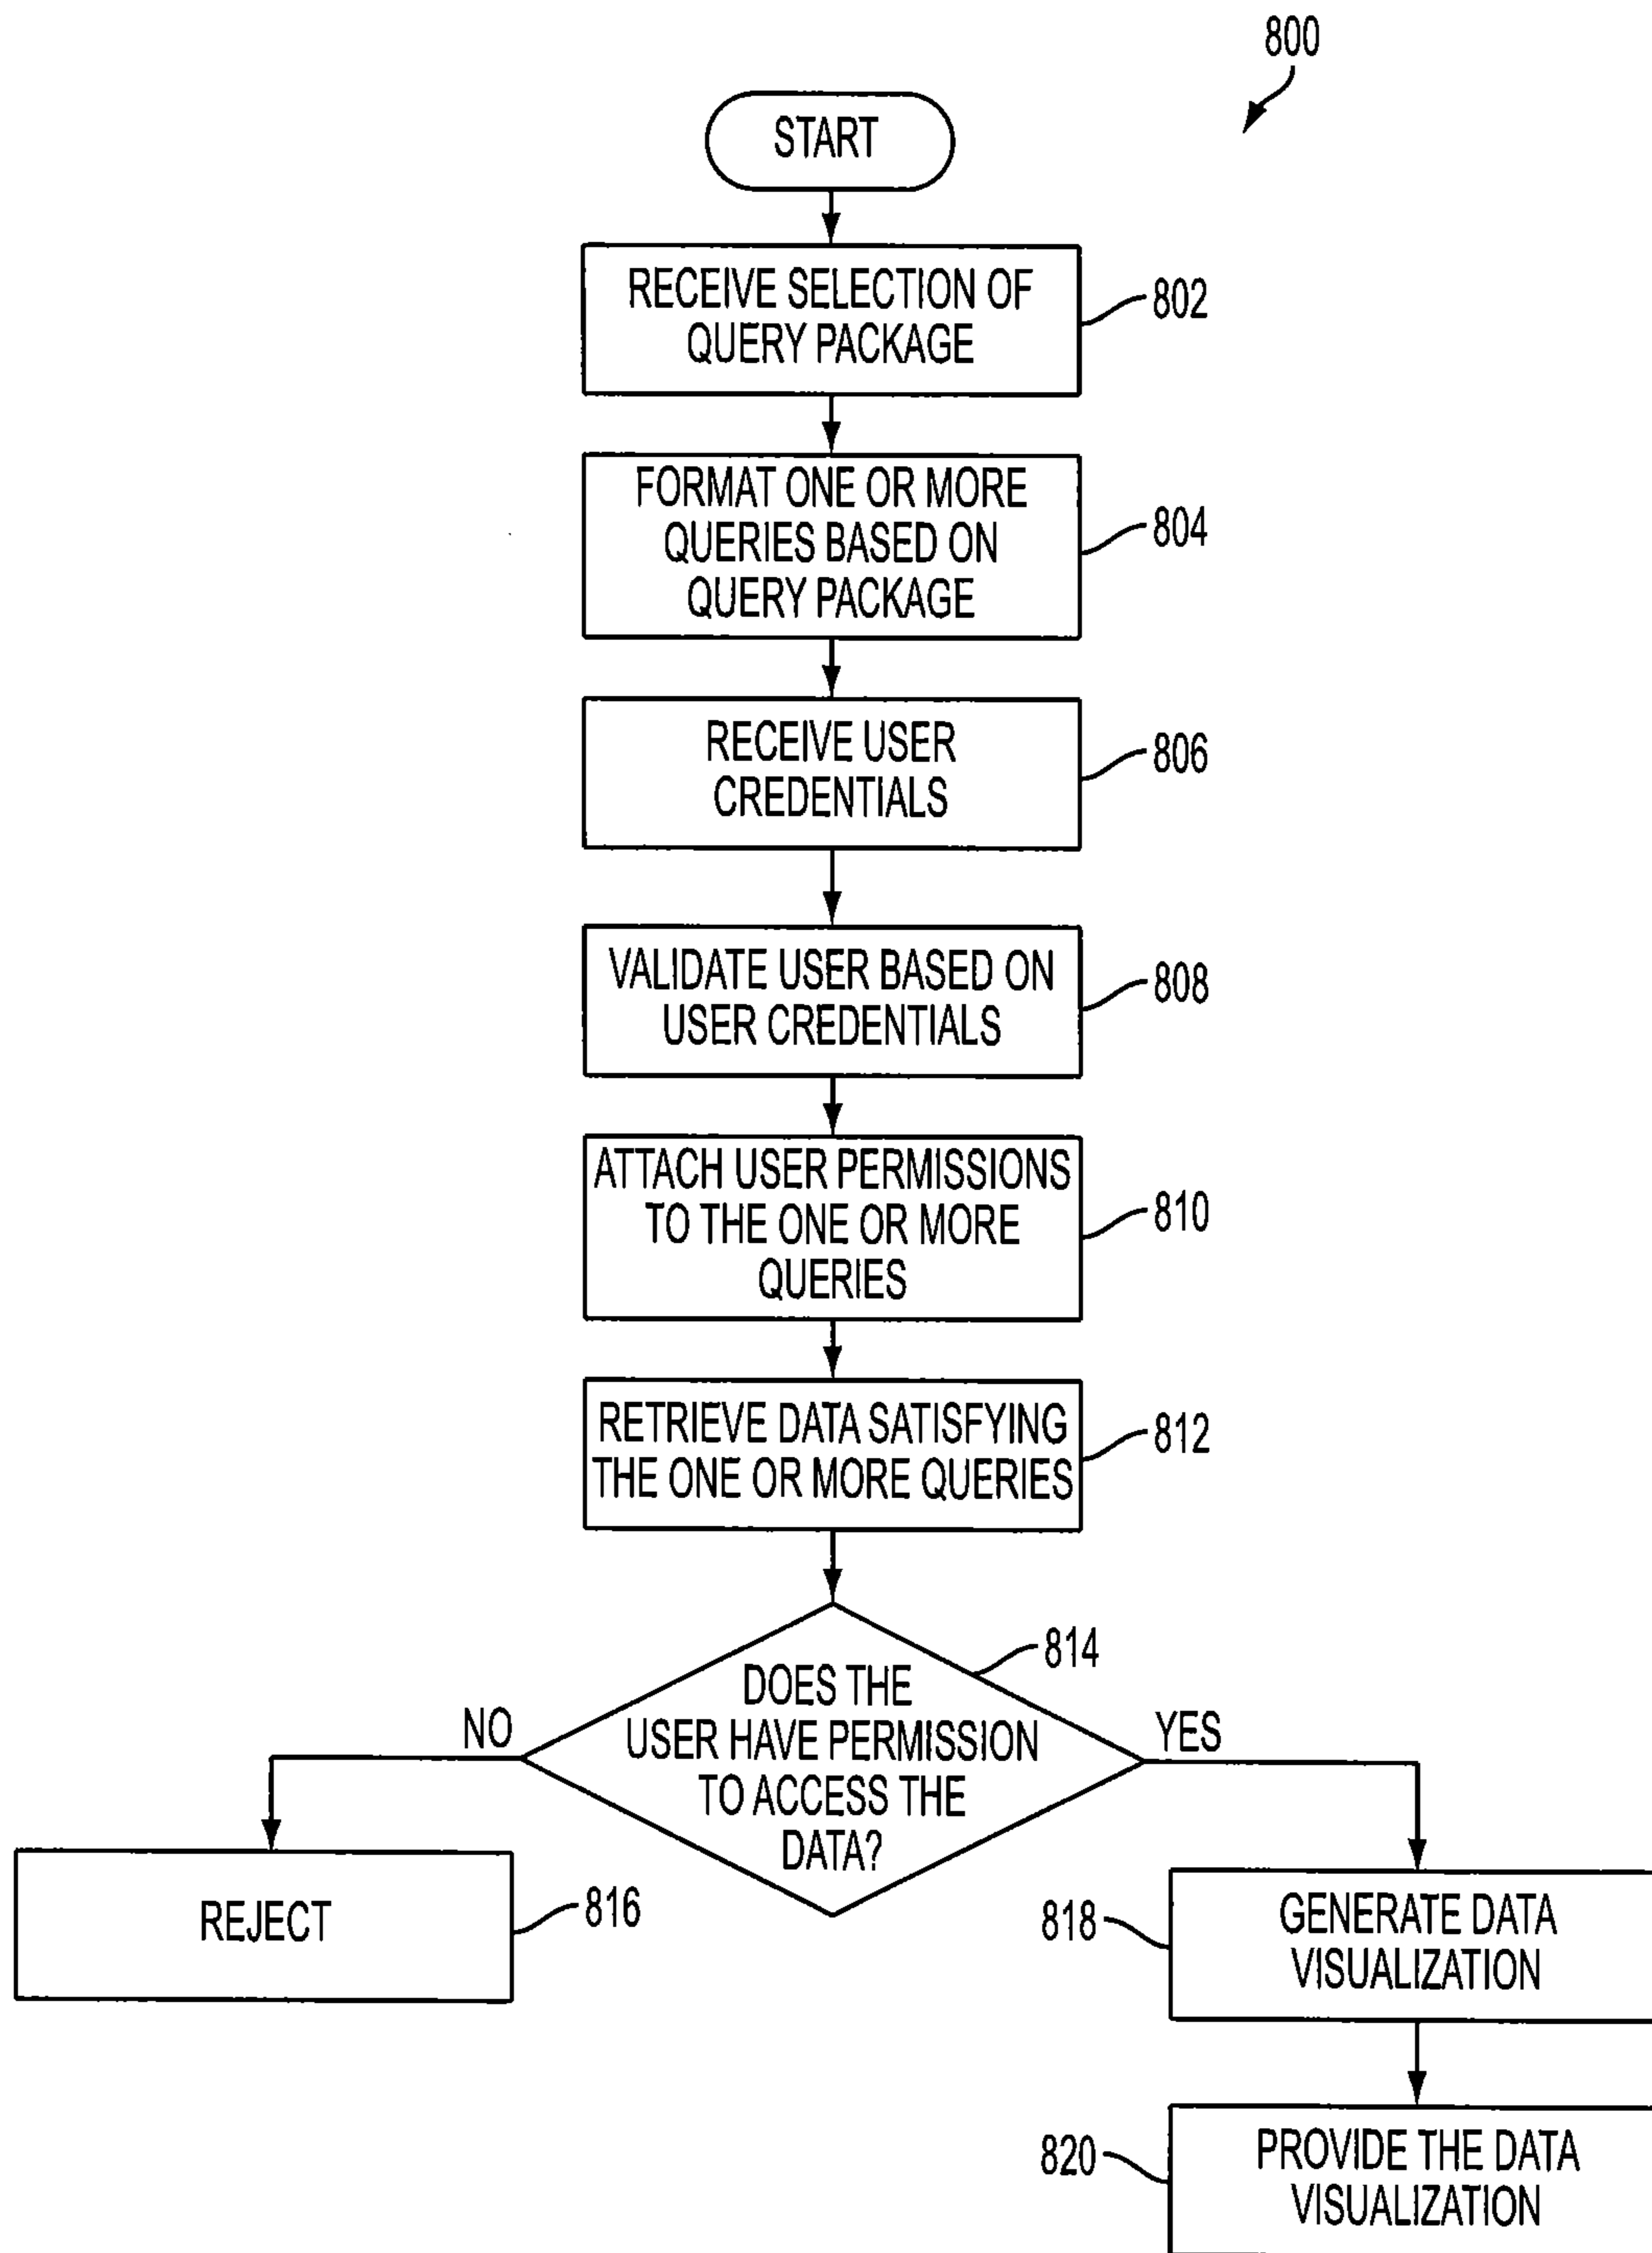 800
START
RECEIVE SELECTION OF
QUERY PACKAGE
802
FORMAT ONE OR MORE
QUERIES BASED ON
QUERY PACKAGE
804
RECEIVE USER
CREDENTIALS
806
VALIDATE USER BASED ON
USER CREDENTIALS
808
ATTACH USER PERMISSIONS
TO THE ONE OR MORE
QUERIES
810
RETRIEVE DATA SATISFYING
THE ONE OR MORE QUERIES
812
814
DOES THE
USER HAVE PERMISSION
TO ACCESS THE
DATA?
NO
YES
REJECT
816
818
GENERATE DATA
VISUALIZATION
820
PROVIDE THE DATA
VISUALIZATION